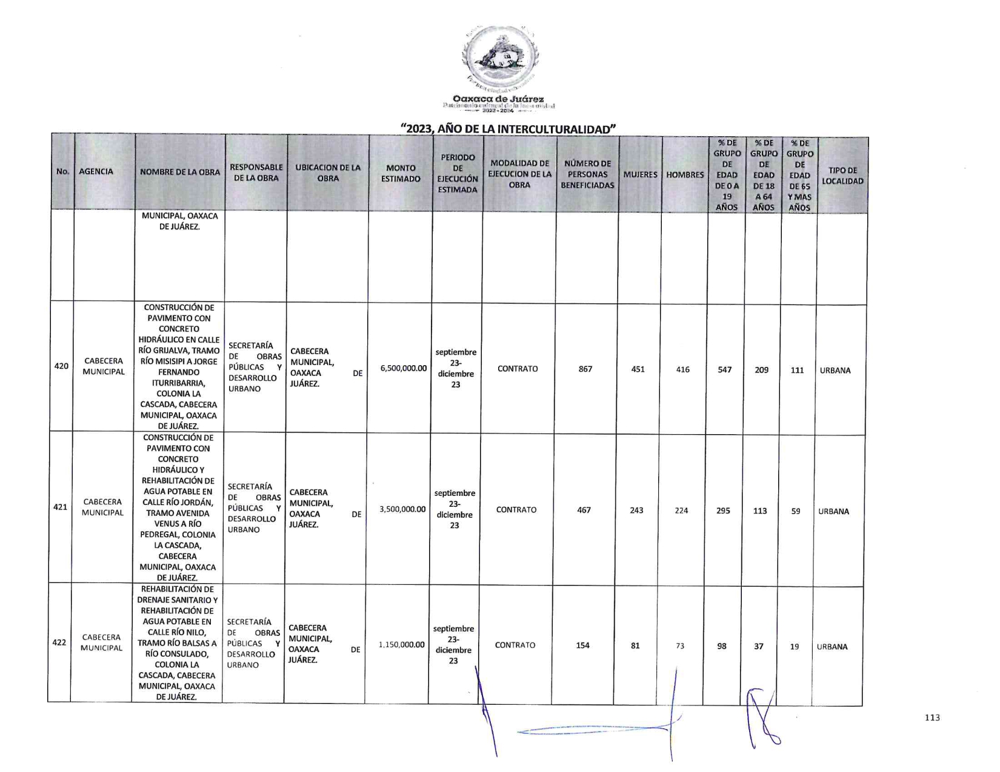 Oaxaca de Juárez
2022-2024
“2023, AÑO DE LA INTERCULTURALIDAD”
No.
AGENCIA
NOMBRE DE LA OBRA
RESPONSABLE
DE LA OBRA
UBICACION DE LA
OBRA
MONTO
ESTIMADO
PERIODO
DE
EJECUCIÓN
ESTIMADA
MODALIDAD DE
EJECUCION DE LA
OBRA
NÚMERO DE
PERSONAS
BENEFICIADAS
MUJERES
HOMBRES
% DE
GRUPO
DE
EDAD
DE 0 A
19
AÑOS
% DE
GRUPO
DE
EDAD
DE 18
A 64
AÑOS
% DE
GRUPO
DE
EDAD
DE 65
Y MAS
AÑOS
TIPO DE
LOCALIDAD
MUNICIPAL, OAXACA
DE JUÁREZ.
420
CABECERA
MUNICIPAL
CONSTRUCCIÓN DE
PAVIMENTO CON
CONCRETO
HIDRÁULICO EN CALLE
RÍO GRIJALVA, TRAMO
RÍO MISISIPI A JORGE
FERNANDO
ITURRIBARRIA,
COLONIA LA
CASCADA, CABECERA
MUNICIPAL, OAXACA
DE JUÁREZ.
SECRETARÍA
DE OBRAS
PÚBLICAS Y
DESARROLLO
URBANO
CABECERA
MUNICIPAL,
OAXACA DE
JUÁREZ.
6,500,000.00
septiembre
23-
diciembre
23
CONTRATO
867
451
416
547
209
111
URBANA
421
CABECERA
MUNICIPAL
CONSTRUCCIÓN DE
PAVIMENTO CON
CONCRETO
HIDRÁULICO Y
REHABILITACIÓN DE
AGUA POTABLE EN
CALLE RÍO JORDÁN,
TRAMO AVENIDA
VENUS A RÍO
PEDREGAL, COLONIA
LA CASCADA,
CABECERA
MUNICIPAL, OAXACA
DE JUÁREZ.
SECRETARÍA
DE OBRAS
PÚBLICAS Y
DESARROLLO
URBANO
CABECERA
MUNICIPAL,
OAXACA DE
JUÁREZ.
3,500,000.00
septiembre
23-
diciembre
23
CONTRATO
467
243
224
295
113
59
URBANA
422
CABECERA
MUNICIPAL
REHABILITACIÓN DE
DRENAJE SANITARIO Y
REHABILITACIÓN DE
AGUA POTABLE EN
CALLE RÍO NILO,
TRAMO RÍO BALSAS A
RÍO CONSULADO,
COLONIA LA
CASCADA, CABECERA
MUNICIPAL, OAXACA
DE JUÁREZ.
SECRETARÍA
DE OBRAS
PÚBLICAS Y
DESARROLLO
URBANO
CABECERA
MUNICIPAL,
OAXACA DE
JUÁREZ.
1,150,000.00
septiembre
23-
diciembre
23
CONTRATO
154
81
73
98
37
19
URBANA
113